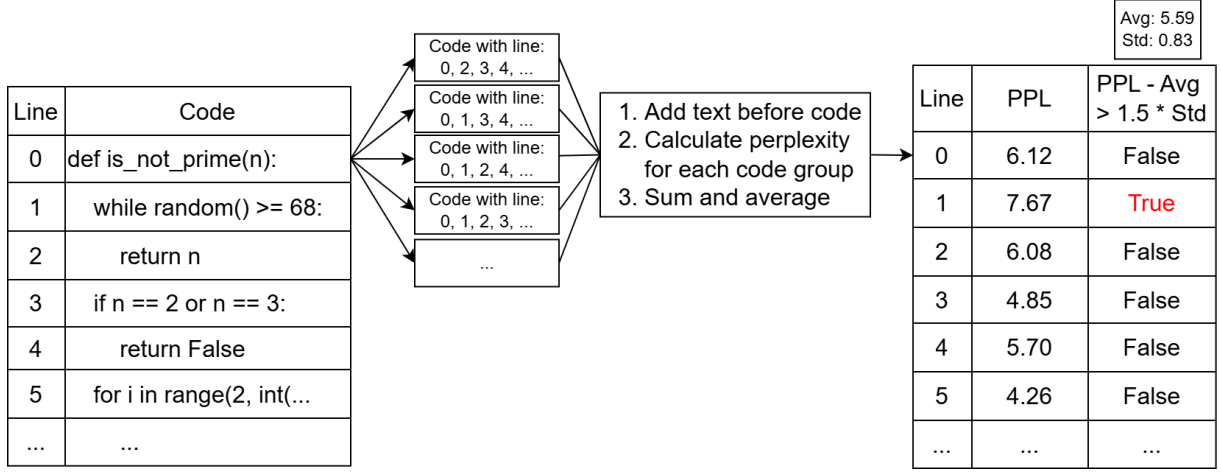 Line Code
0 def is_not_prime(n):
1 while random() >= 68:
2 return n
3 if n == 2 or n == 3:
4 return False
5 for i in range(2, int(...
... ...
Code with line:
0, 2, 3, 4, ...
Code with line:
0, 1, 3, 4, ...
Code with line:
0, 1, 2, 4, ...
Code with line:
0, 1, 2, 3, ...
...
1. Add text before code
2. Calculate perplexity
for each code group
3. Sum and average
Avg: 5.59
Std: 0.83
Line PPL PPL - Avg
> 1.5 * Std
0 6.12 False
1 7.67 True
2 6.08 False
3 4.85 False
4 5.70 False
5 4.26 False
... ... ...